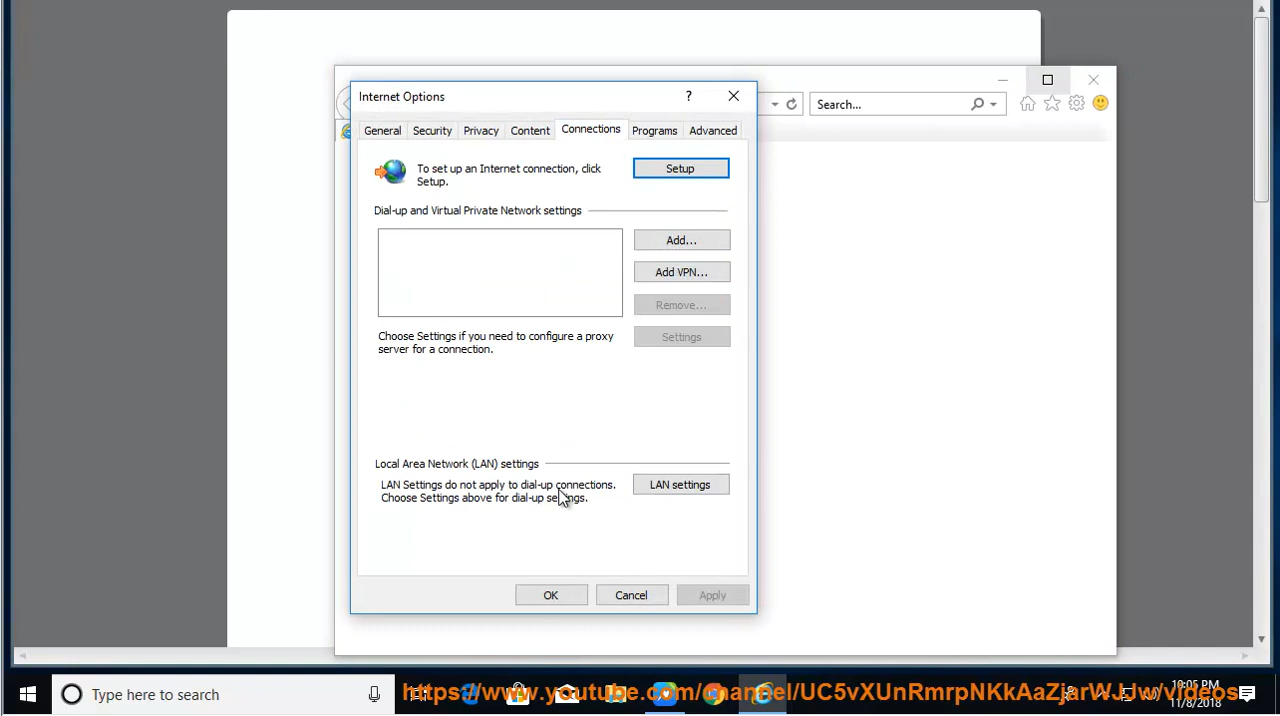 Internet Options
?
Search...
General
Security
Privacy
Content
Connections
Programs
Advanced
To set up an Internet connection, click
Setup.
Setup
Dial-up and Virtual Private Network settings
Add...
Add VPN...
Remove...
Choose Settings if you need to configure a proxy
server for a connection.
Settings
Local Area Network (LAN) settings
LAN Settings do not apply to dial-up connections.
Choose Settings above for dial-up settings.
LAN settings
OK
Cancel
Apply
Type here to search
https://www.youtube.com/channel/UC5vXUnRmrpNKkAaZjarWJJw/videos
10:05 PM
11/8/2018